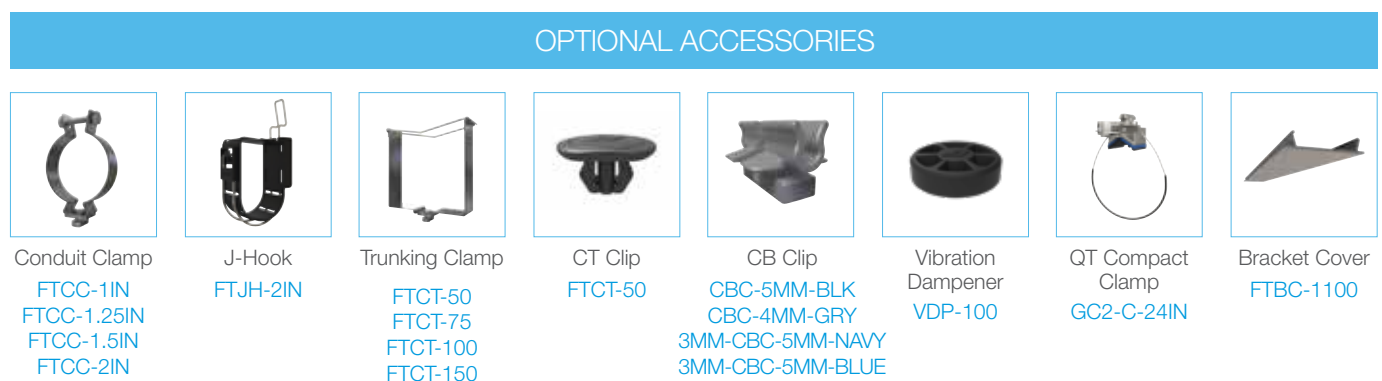 OPTIONAL ACCESSORIES
Conduit Clamp
FTCC-1IN
FTCC-1.25IN
FTCC-1.5IN
FTCC-2IN
J-Hook
FTJH-2IN
Trunking Clamp
FTCT-50
FTCT-75
FTCT-100
FTCT-150
CT Clip
FTCT-50
CB Clip
CBC-5MM-BLK
CBC-4MM-GRY
3MM-CBC-5MM-NAVY
3MM-CBC-5MM-BLUE
Vibration
Dampener
VDP-100
QT Compact
Clamp
GC2-C-24IN
Bracket Cover
FTBC-1100